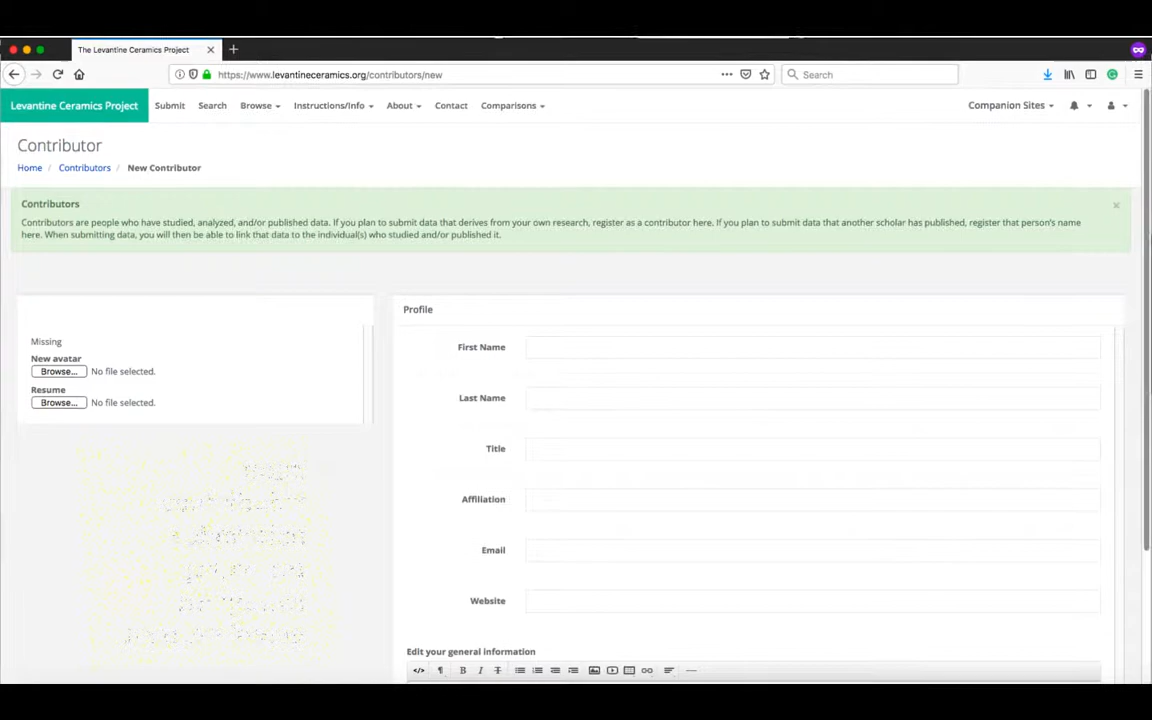 The Levantine Ceramics Project
https://www.levantineceramics.org/contributors/new
Search
Levantine Ceramics Project
Submit
Search
Browse
Instructions/Info
About
Contact
Comparisons
Companion Sites
Contributor
Home / Contributors / New Contributor
Contributors
Contributors are people who have studied, analyzed, and/or published data. If you plan to submit data that derives from your own research, register as a contributor here. If you plan to submit data that another scholar has published, register that person's name
here. When submitting data, you will then be able to link that data to the individual(s) who studied and/or published it.
Missing
New avatar
Browse... No file selected.
Resume
Browse... No file selected.
Profile
First Name
Last Name
Title
Affiliation
Email
Website
Edit your general information